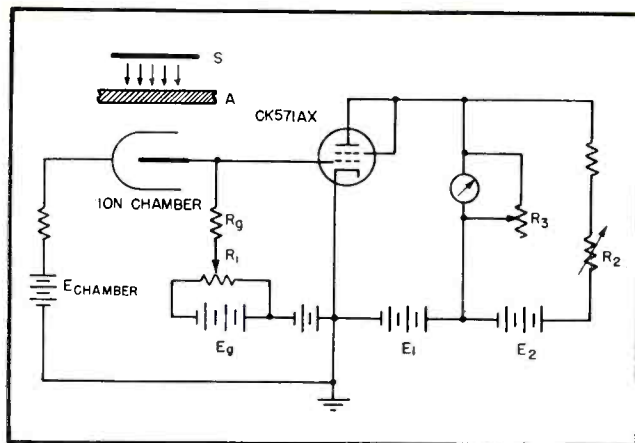 S
A
CK571AX
ION CHAMBER
Rg
R1
R3
R2
ECHAMBER
Eg
E1
E2